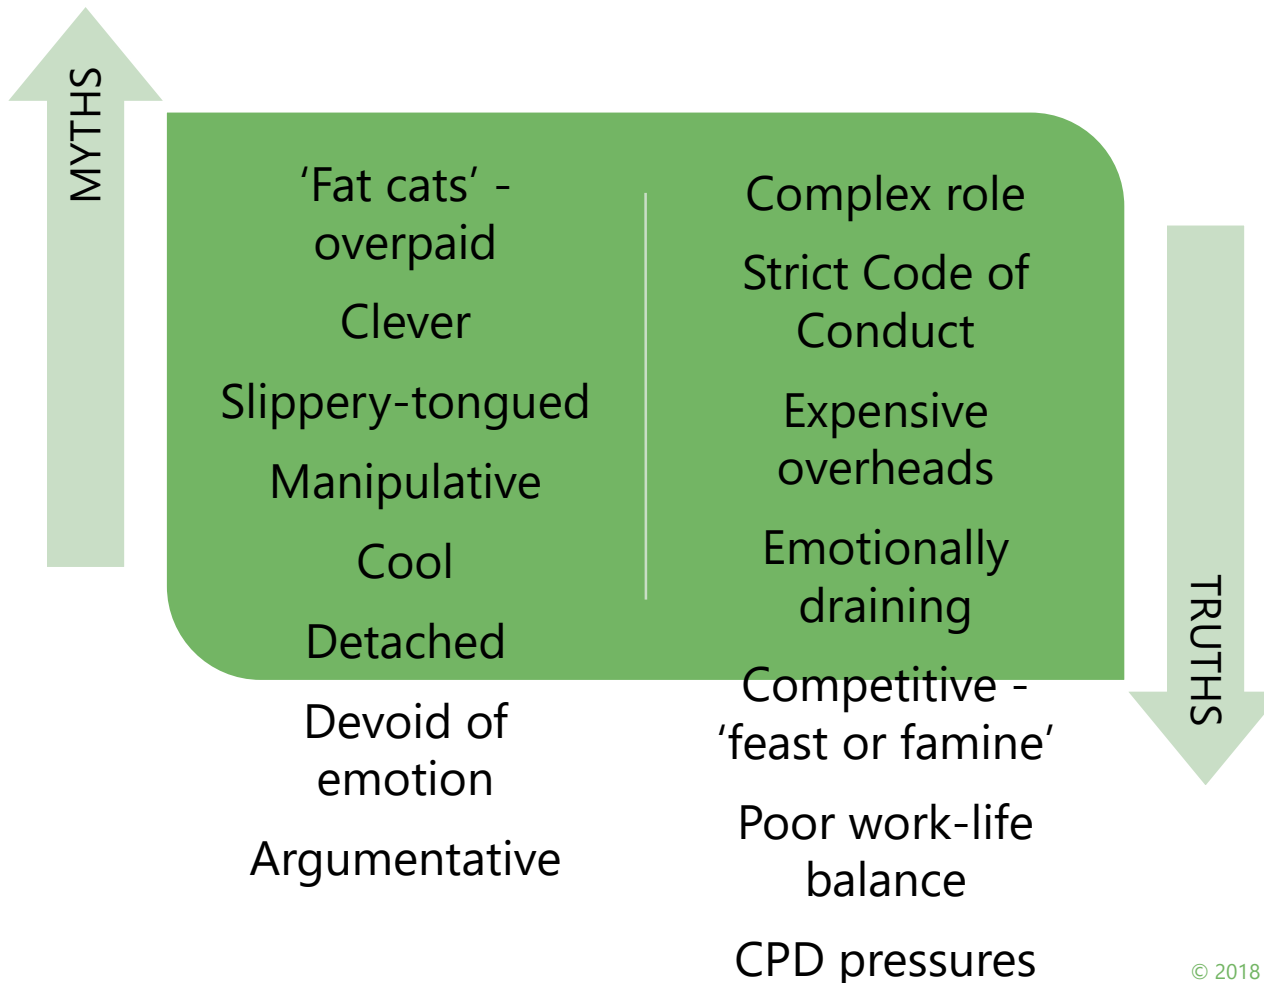 MYTHS
‘Fat cats’ -
overpaid
Clever
Slippery-tongued
Manipulative
Cool
Detached
Devoid of
emotion
Argumentative
Complex role
Strict Code of
Conduct
Expensive
overheads
Emotionally
draining
Competitive -
‘feast or famine’
Poor work-life
balance
CPD pressures
TRUTHS
© 2018